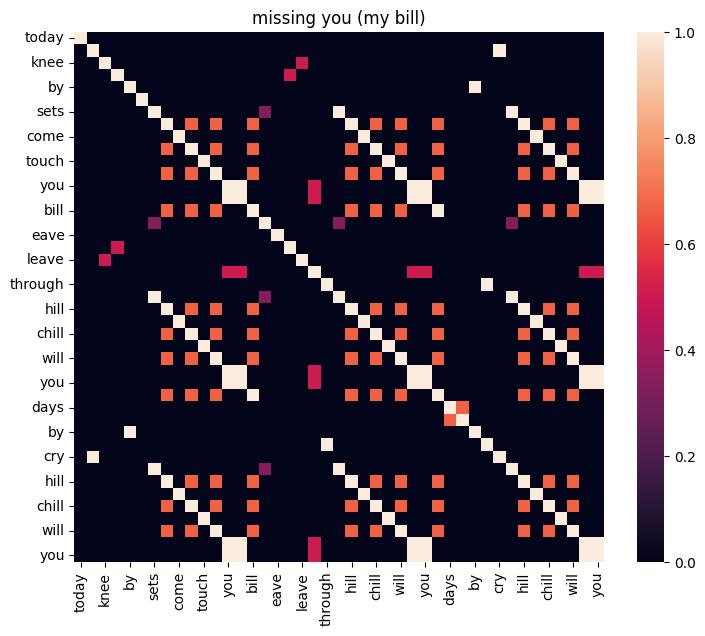 missing you (my bill)
today
knee
by
sets
come
touch
you
bill
eave
leave
through
hill
chill
will
you
days
by
cry
hill
chill
will
you
1.0
0.8
0.6
0.4
0.2
0.0
today
knee
by
sets
come
touch
you
bill
eave
leave
through
hill
chill
will
you
days
by
cry
hill
chill
will
you